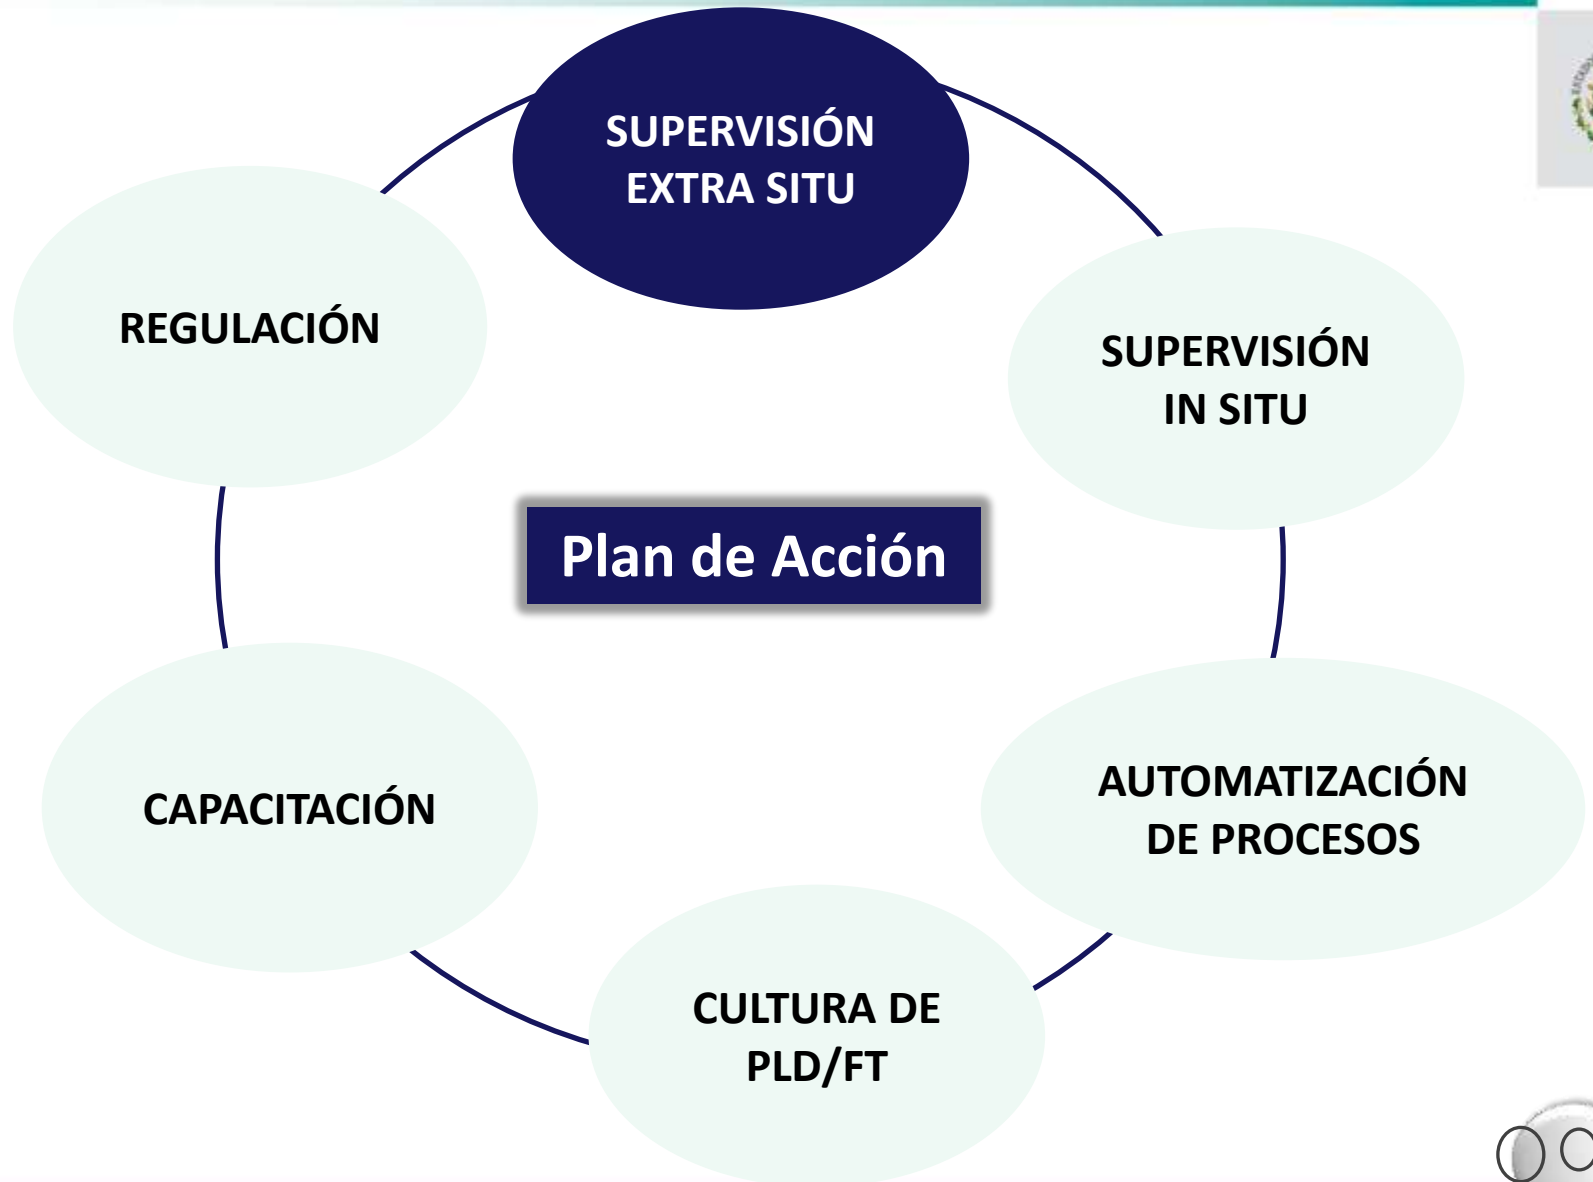 SUPERVISIÓN
EXTRA SITU
REGULACIÓN
SUPERVISIÓN
IN SITU
Plan de Acción
CAPACITACIÓN
AUTOMATIZACIÓN
DE PROCESOS
CULTURA DE
PLD/FT